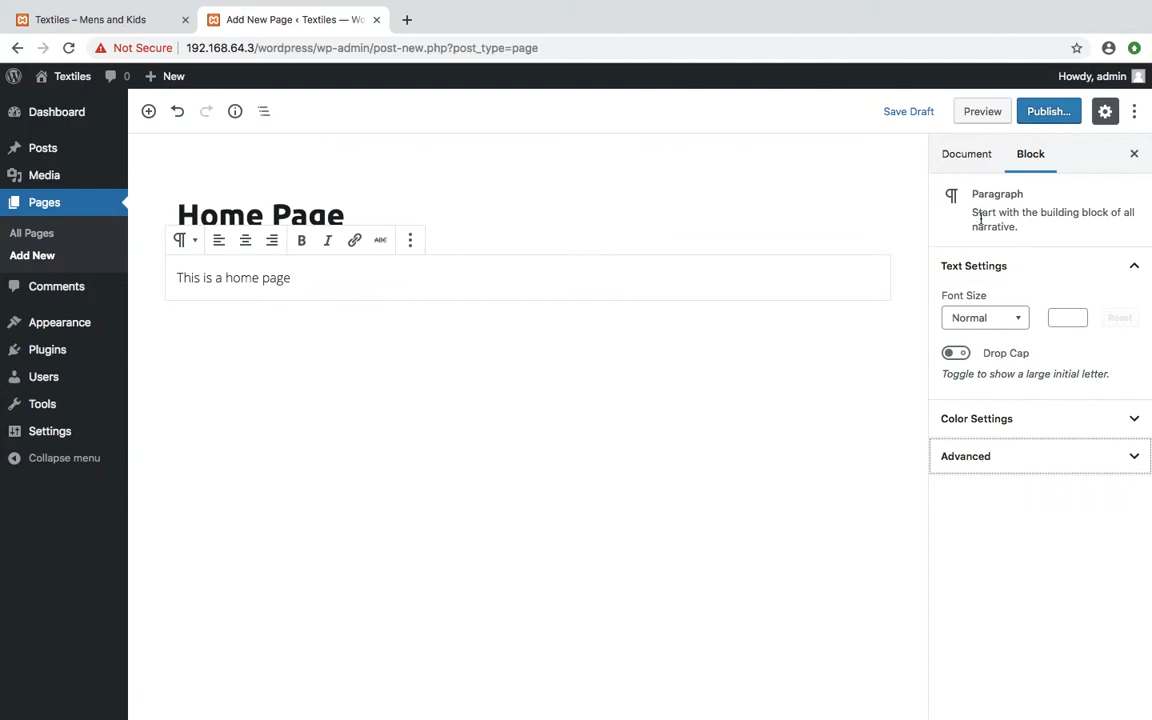 Textiles – Mens and Kids
Add New Page ‹ Textiles — Wo
Not Secure
192.168.64.3/wordpress/wp-admin/post-new.php?post_type=page
Textiles
0
New
Howdy, admin
Dashboard
Posts
Media
Pages
All Pages
Add New
Comments
Appearance
Plugins
Users
Tools
Settings
Collapse menu
Save Draft
Preview
Publish...
Home Page
B
I
ABC
This is a home page
Document
Block
Paragraph
Start with the building block of all
narrative.
Text Settings
Font Size
Normal
Reset
Drop Cap
Toggle to show a large initial letter.
Color Settings
Advanced